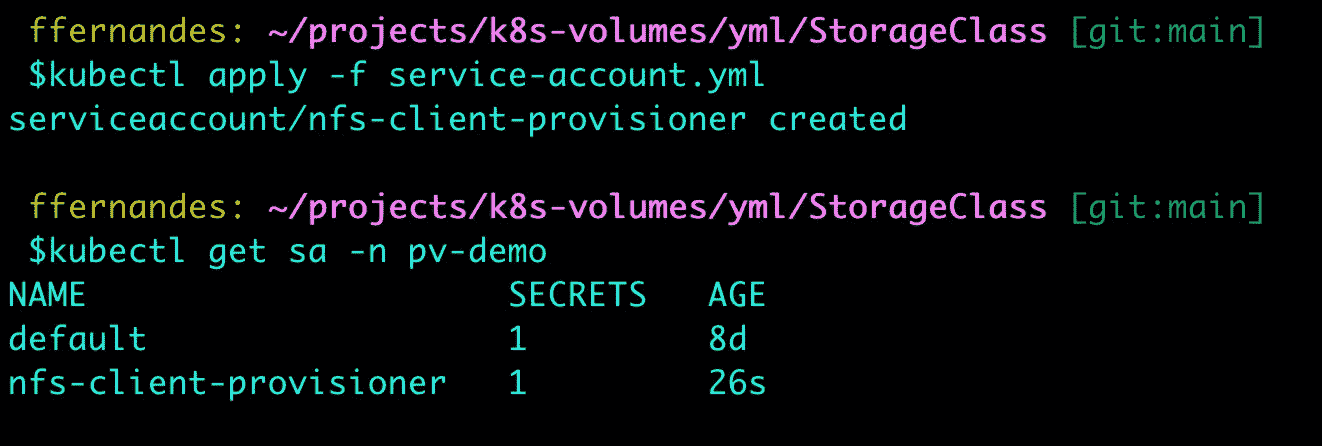 ffernandes: ~/projects/k8s-volumes/yml/StorageClass [git:main]
$kubectl apply -f service-account.yml
serviceaccount/nfs-client-provisioner created
ffernandes: ~/projects/k8s-volumes/yml/StorageClass [git:main]
$kubectl get sa -n pv-demo
NAME SECRETS AGE
default 1 8d
nfs-client-provisioner 1 26s